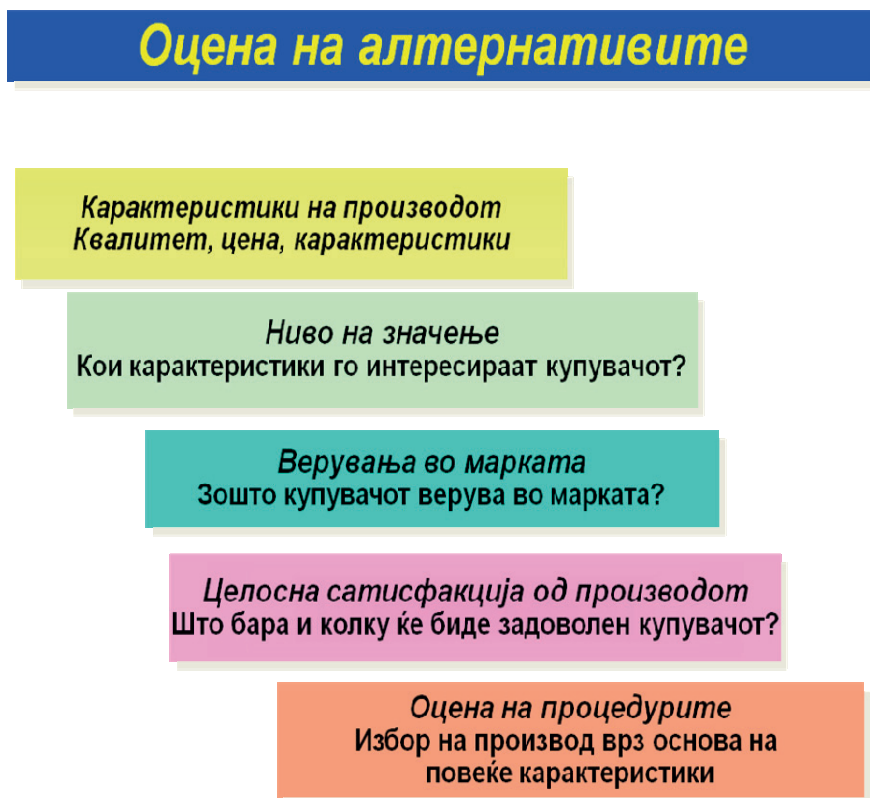 Оцена на алтернативите
Карактеристики на производот
Квалитет, цена, карактеристики
Ниво на значење
Кои карактеристики го интересираат купувачот?
Верувања во марката
Зошто купувачот верува во марката?
Целосна сатисфакција од производот
Што бара и колку ќе биде задоволен купувачот?
Оцена на процедурите
Избор на производ врз основа на
повеќе карактеристики